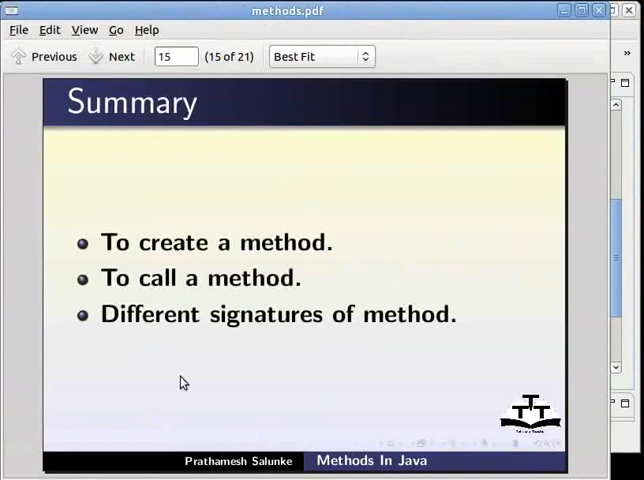 methods.pdf
File Edit View Go Help
Previous Next 15 (15 of 21) Best Fit
»
Summary
To create a method.
To call a method.
Different signatures of method.
TTT
Prathamesh Salunke Methods In Java